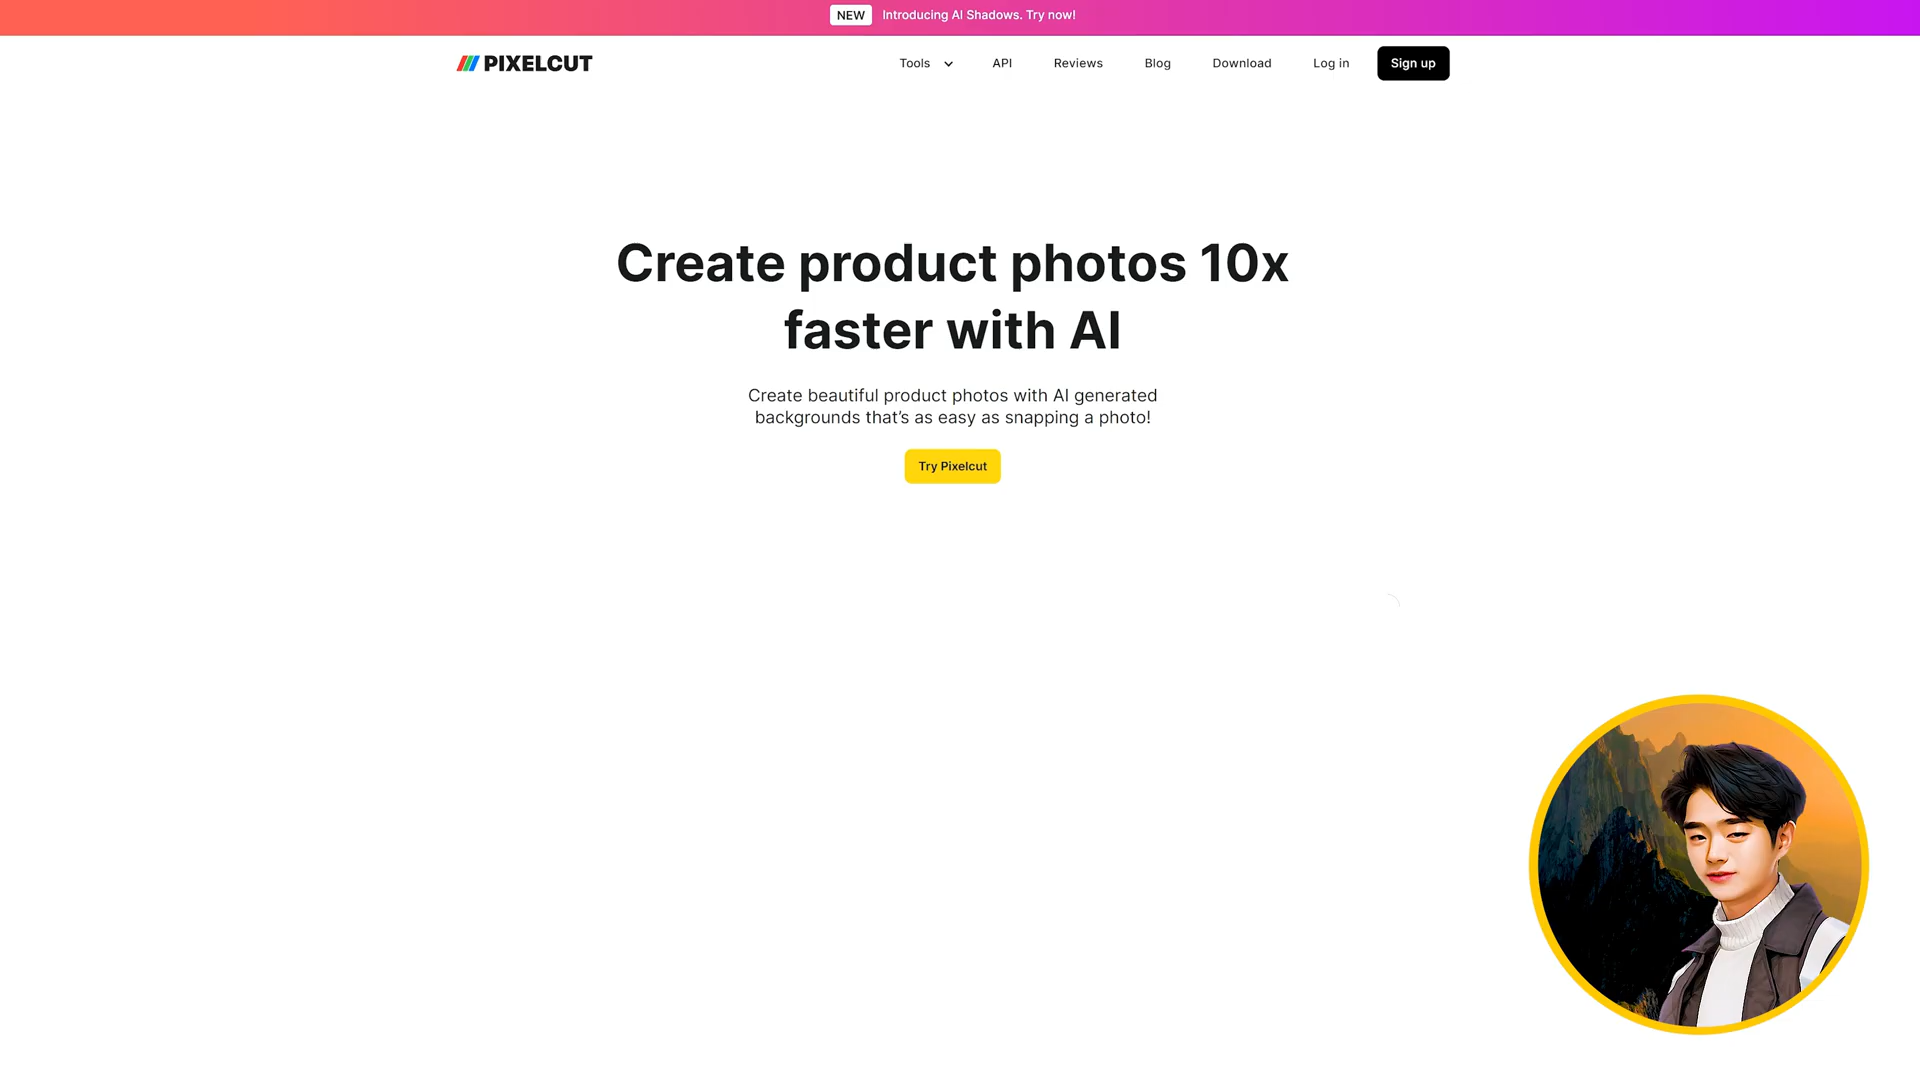 NEW Introducing AI Shadows. Try now!
PIXELCUT Tools API Reviews Blog Download Log in Sign up
Create product photos 10x
faster with AI
Create beautiful product photos with AI generated
backgrounds that’s as easy as snapping a photo!
Try Pixelcut